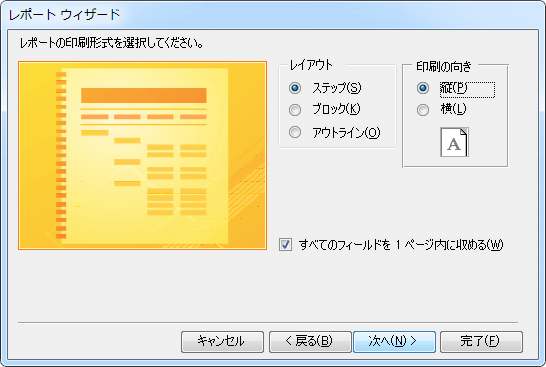 レポート ウィザード
レポートの印刷形式を選択してください。
レイアウト
ステップ(S)
ブロック(K)
アウトライン(O)
印刷の向き
縦(P)
横(L)
A
すべてのフィールドを 1 ページ内に収める(W)
キャンセル
< 戻る(B)
次へ(N) >
完了(F)